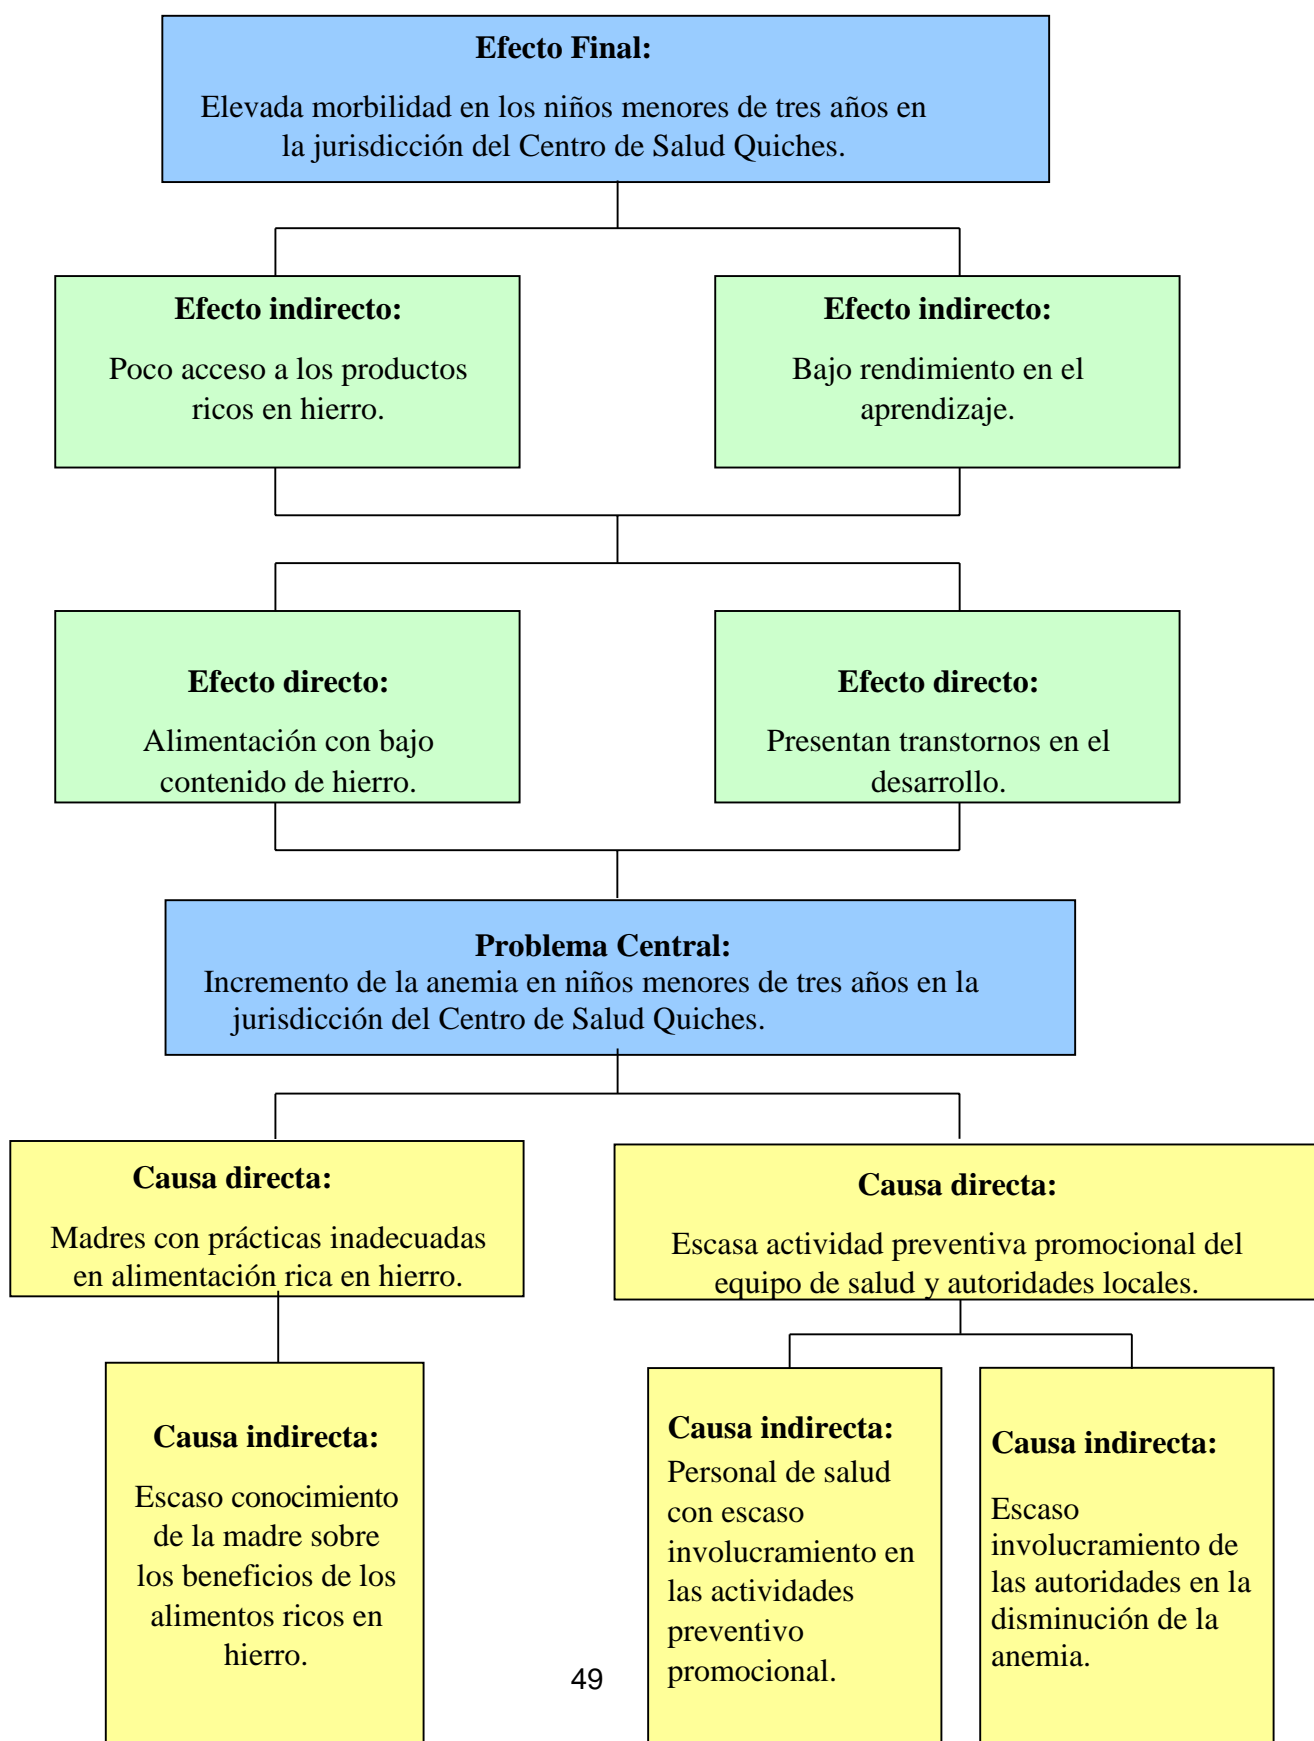 Efecto Final:
Elevada morbilidad en los niños menores de tres años en
la jurisdicción del Centro de Salud Quiches.
Efecto indirecto:
Poco acceso a los productos
ricos en hierro.
Efecto indirecto:
Bajo rendimiento en el
aprendizaje.
Efecto directo:
Alimentación con bajo
contenido de hierro.
Efecto directo:
Presentan transtornos en el
desarrollo.
Problema Central:
Incremento de la anemia en niños menores de tres años en la
jurisdicción del Centro de Salud Quiches.
Causa directa:
Madres con prácticas inadecuadas
en alimentación rica en hierro.
Causa directa:
Escasa actividad preventiva promocional del
equipo de salud y autoridades locales.
Causa indirecta:
Escaso conocimiento
de la madre sobre
los beneficios de los
alimentos ricos en
hierro.
Causa indirecta:
Personal de salud
con escaso
involucramiento en
las actividades
preventivo
promocional.
Causa indirecta:
Escaso
involucramiento de
las autoridades en la
disminución de la
anemia.
49